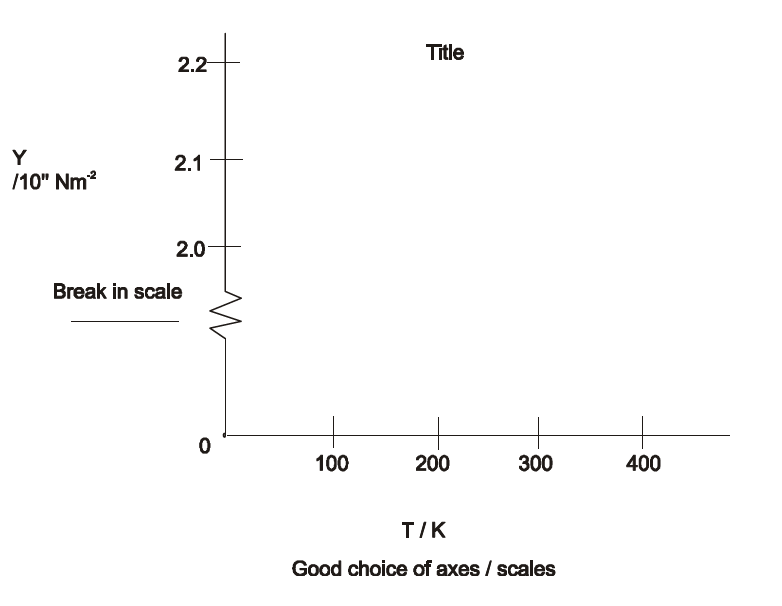 Title
2.2
Y
/10" Nm⁻²
2.1
2.0
Break in scale
0
100 200 300 400
T / K
Good choice of axes / scales